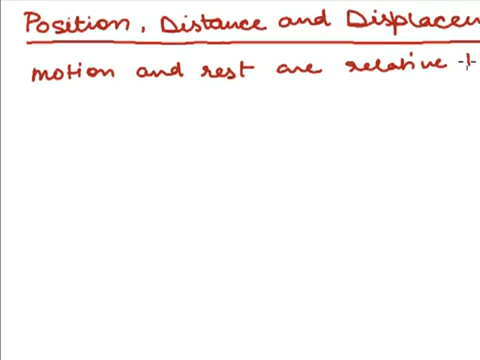 Position, Distance and Displacem
motion and rest are relative